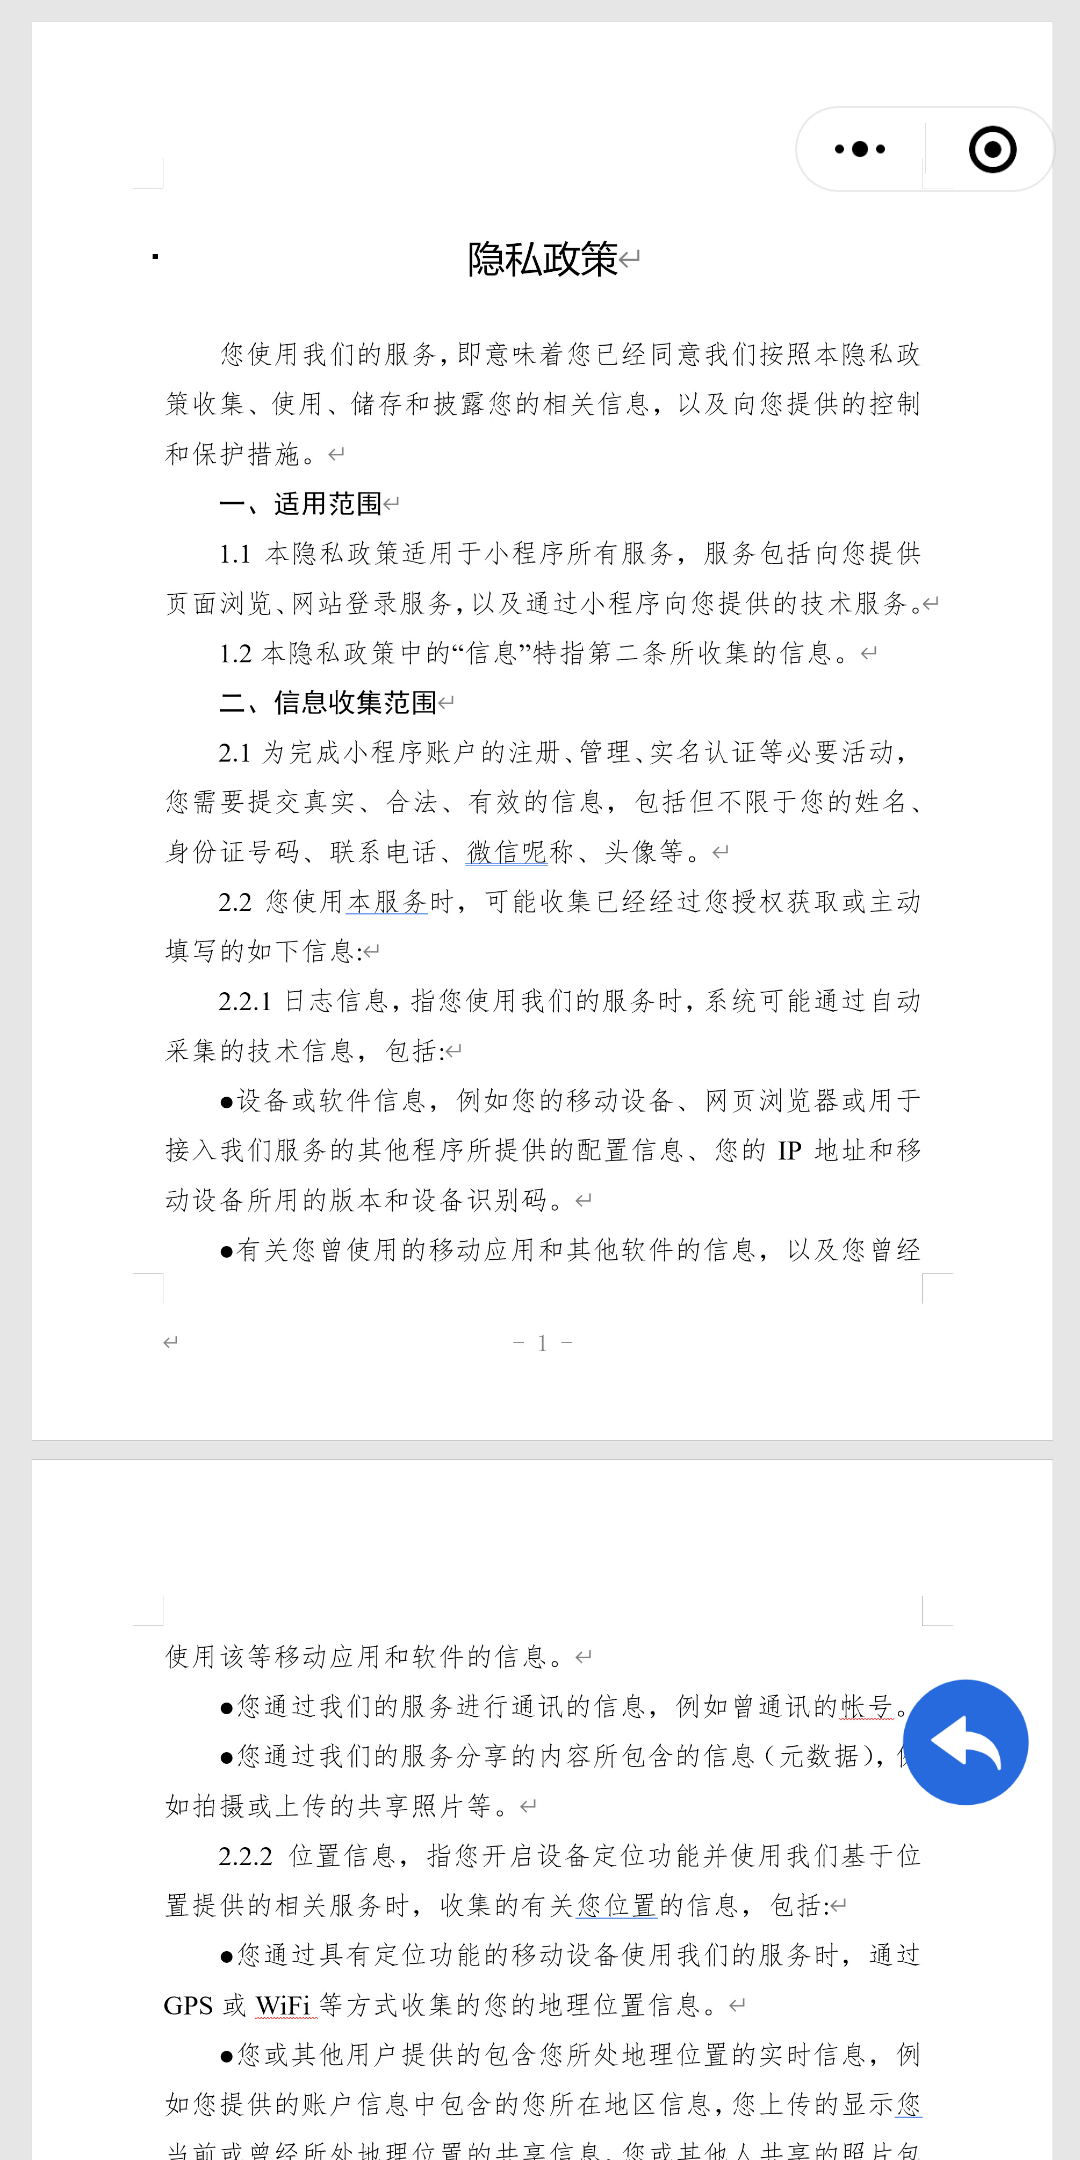 隐私政策
您使用我们的服务,即意味着您已经同意我们按照本隐私政
策收集、使用、储存和披露您的相关信息，以及向您提供的控制
和保护措施。
一、适用范围
1.1 本隐私政策适用于小程序所有服务，服务包括向您提供
页面浏览、网站登录服务,以及通过小程序向您提供的技术服务。
1.2 本隐私政策中的“信息”特指第二条所收集的信息。
二、信息收集范围
2.1 为完成小程序账户的注册、管理、实名认证等必要活动，
您需要提交真实、合法、有效的信息，包括但不限于您的姓名、
身份证号码、联系电话、微信呢称、头像等。
2.2 您使用本服务时，可能收集已经经过您授权获取或主动
填写的如下信息:
2.2.1 日志信息,指您使用我们的服务时,系统可能通过自动
采集的技术信息，包括:
●设备或软件信息，例如您的移动设备、网页浏览器或用于
接入我们服务的其他程序所提供的配置信息、您的 IP 地址和移
动设备所用的版本和设备识别码。
●有关您曾使用的移动应用和其他软件的信息，以及您曾经
- 1 -
使用该等移动应用和软件的信息。
●您通过我们的服务进行通讯的信息，例如曾通讯的帐号。
●您通过我们的服务分享的内容所包含的信息（元数据），
如拍摄或上传的共享照片等。
2.2.2 位置信息，指您开启设备定位功能并使用我们基于位
置提供的相关服务时，收集的有关您位置的信息，包括:
●您通过具有定位功能的移动设备使用我们的服务时，通过
GPS 或 WiFi 等方式收集的您的地理位置信息。
●您或其他用户提供的包含您所处地理位置的实时信息，例
如您提供的账户信息中包含的您所在地区信息,您上传的显示您
当前或曾经所处地理位置的共享信息,您或其他人共享的照片包